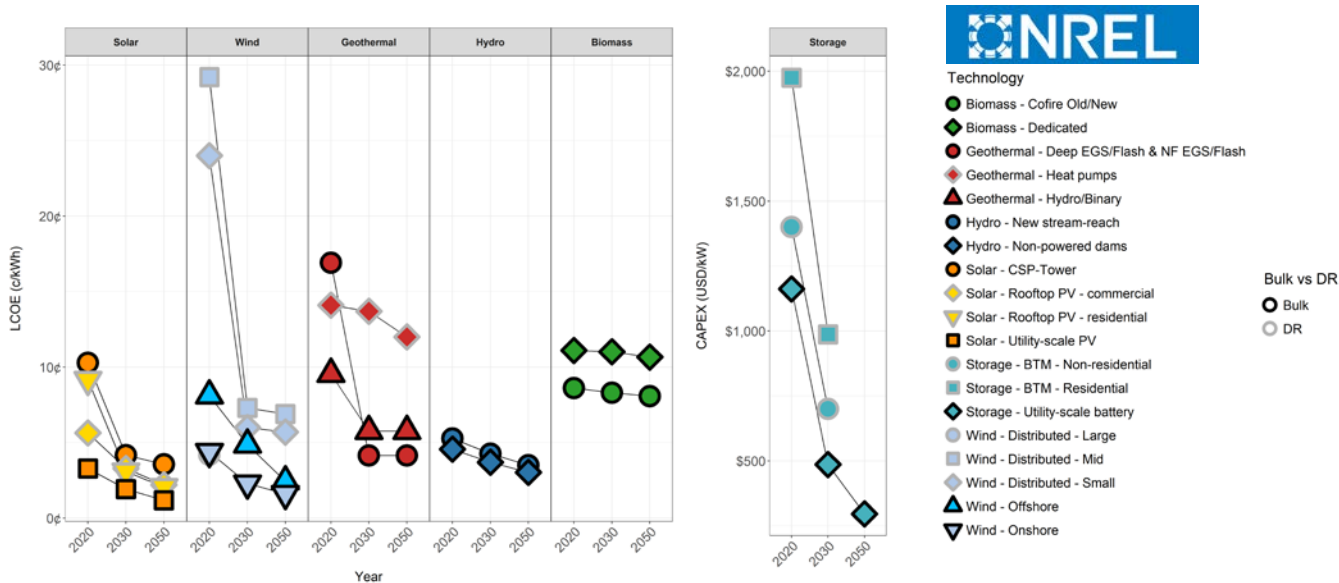 Solar
Wind
Geothermal
Hydro
Biomass
30¢
20¢
10¢
0¢
LCOE (c/kWh)
2020 2030 2050
2020 2030 2050
2020 2030 2050
2020 2030 2050
2020 2030 2050
Year
Storage
$2,000
$1,500
$1,000
$500
CAPEX (USD/kW)
2020 2030 2050
NREL
Technology
Biomass - Cofire Old/New
Biomass - Dedicated
Geothermal - Deep EGS/Flash & NF EGS/Flash
Geothermal - Heat pumps
Geothermal - Hydro/Binary
Hydro - New stream-reach
Hydro - Non-powered dams
Solar - CSP-Tower
Solar - Rooftop PV - commercial
Solar - Rooftop PV - residential
Solar - Utility-scale PV
Storage - BTM - Non-residential
Storage - BTM - Residential
Storage - Utility-scale battery
Wind - Distributed - Large
Wind - Distributed - Mid
Wind - Distributed - Small
Wind - Offshore
Wind - Onshore
Bulk vs DR
Bulk
DR